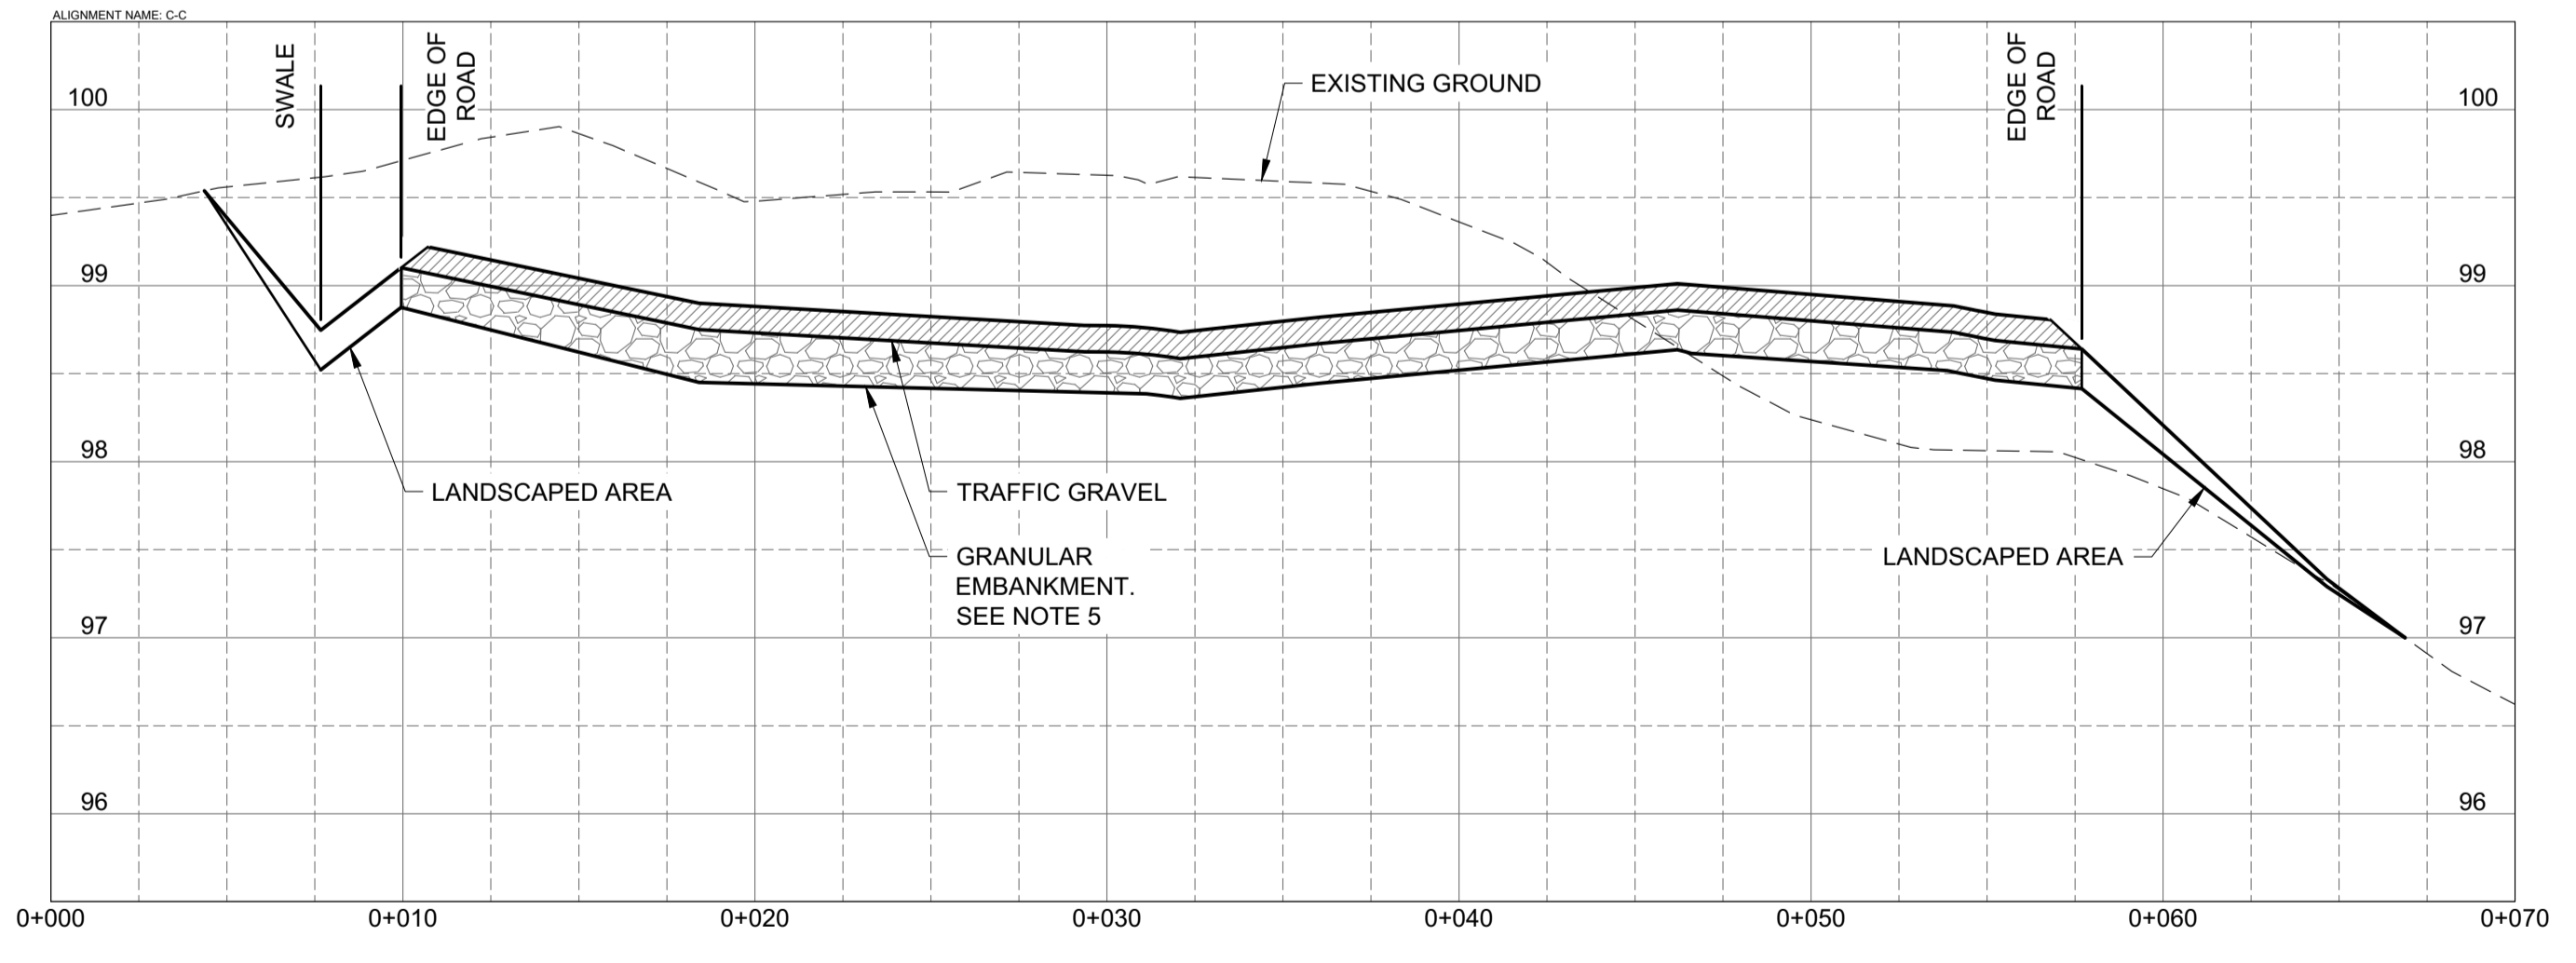 ALIGNMENT NAME: C-C
SWALE
EDGE OF
ROAD
EXISTING GROUND
EDGE OF
ROAD
100
100
99
99
98
98
LANDSCAPED AREA
TRAFFIC GRAVEL
GRANULAR
EMBANKMENT.
SEE NOTE 5
LANDSCAPED AREA
97
97
96
96
0+000
0+010
0+020
0+030
0+040
0+050
0+060
0+070